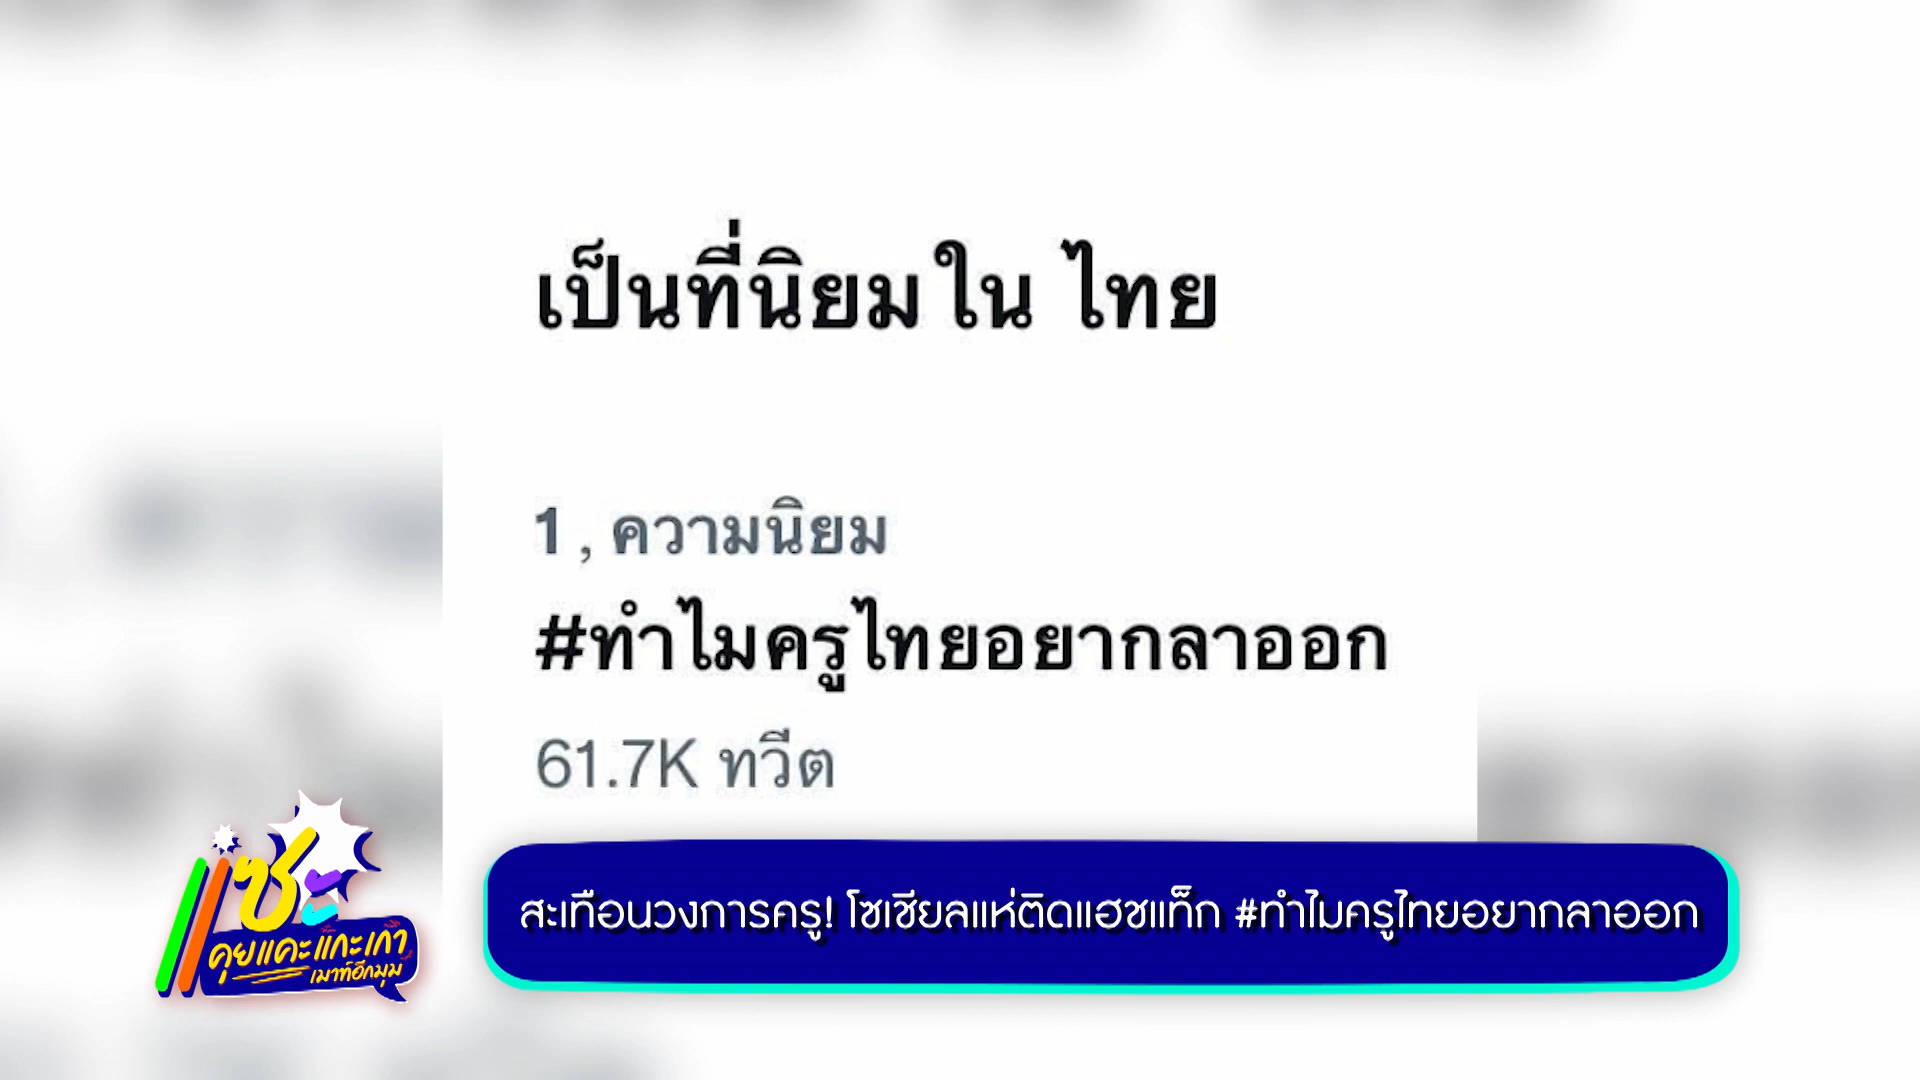 เป็นที่นิยมใน ไทย
1 , ความนิยม
#ทำไมครูไทยอยากลาออก
61.7K ทวีต
แซะ
คุยแคะแกะเกา
เมาท์อีกมุม
สะเทือนวงการครู! โซเชียลแห่ติดแฮชแท็ก #ทำไมครูไทยอยากลาออก